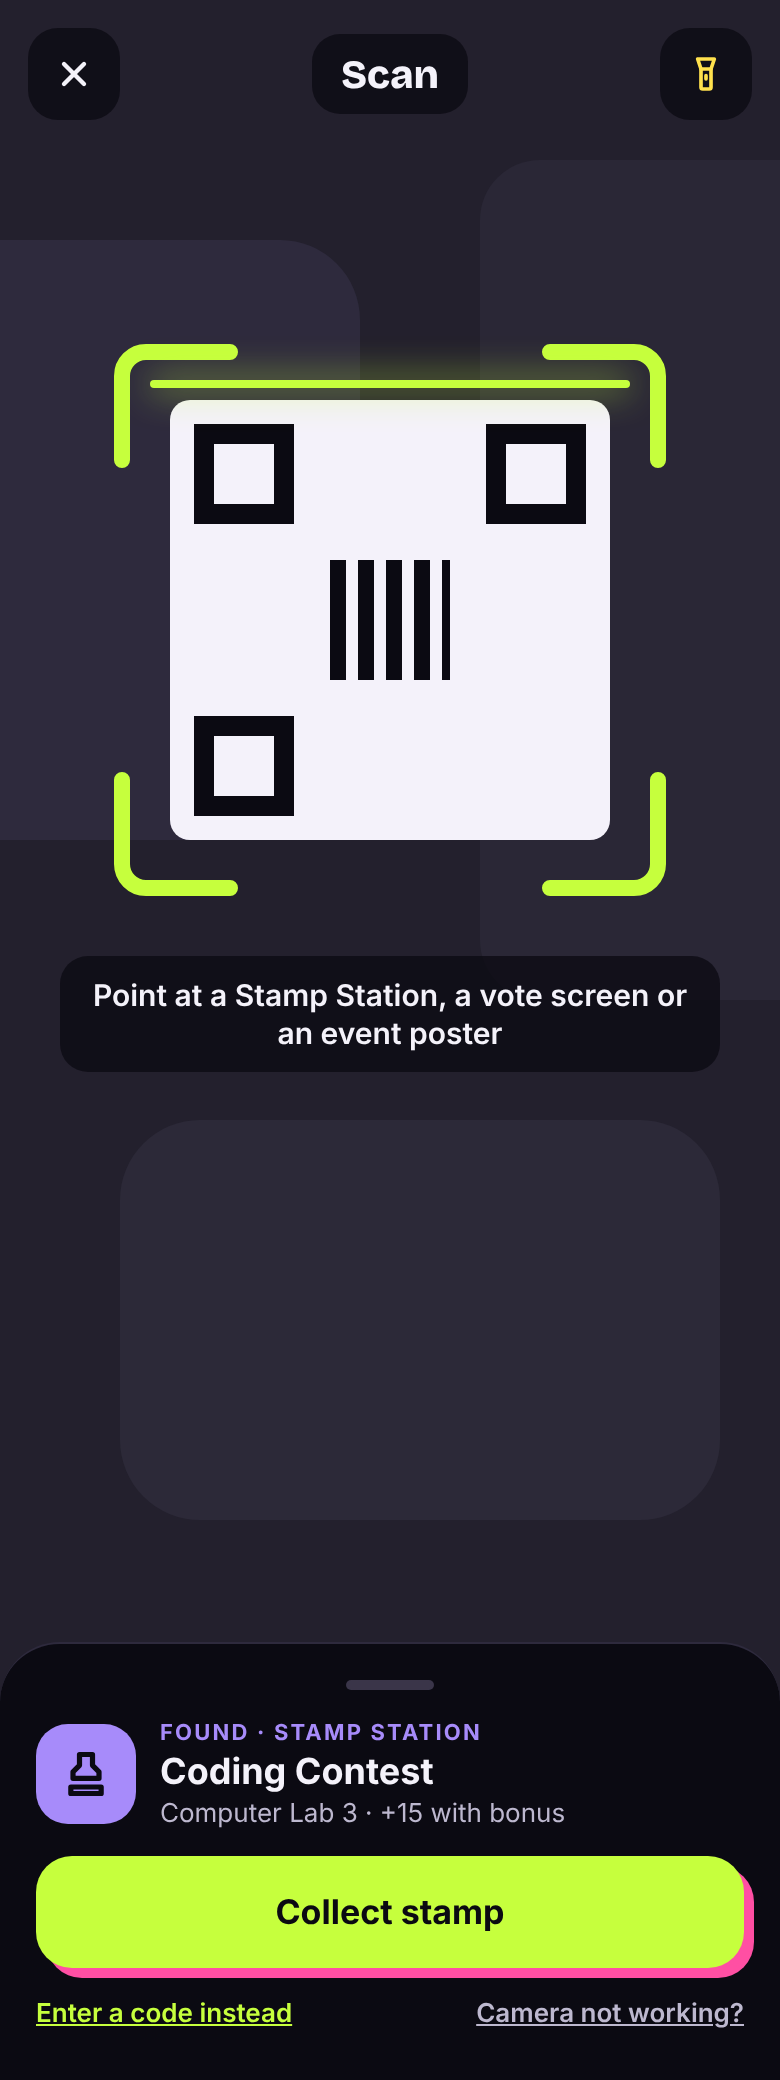 Scan
Point at a Stamp Station, a vote screen or
an event poster
FOUND · STAMP STATION
Coding Contest
Computer Lab 3 · +15 with bonus
Collect stamp
Enter a code instead
Camera not working?